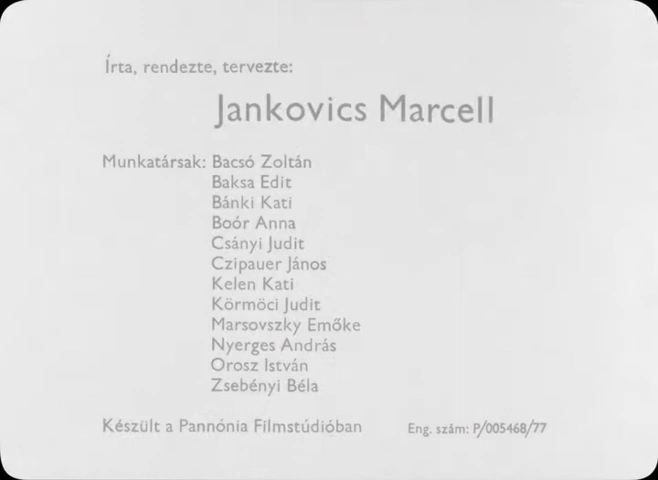 Írta, rendezte, tervezte:
Jankovics Marcell
Munkatársak: Bacsó Zoltán
Baksa Edit
Bánki Kati
Boór Anna
Csányi Judit
Czipauer János
Kelen Kati
Körmöci Judit
Marsovszky Emőke
Nyerges András
Orosz István
Zsebényi Béla
Készült a Pannónia Filmstúdióban Eng. szám: P/005468/77